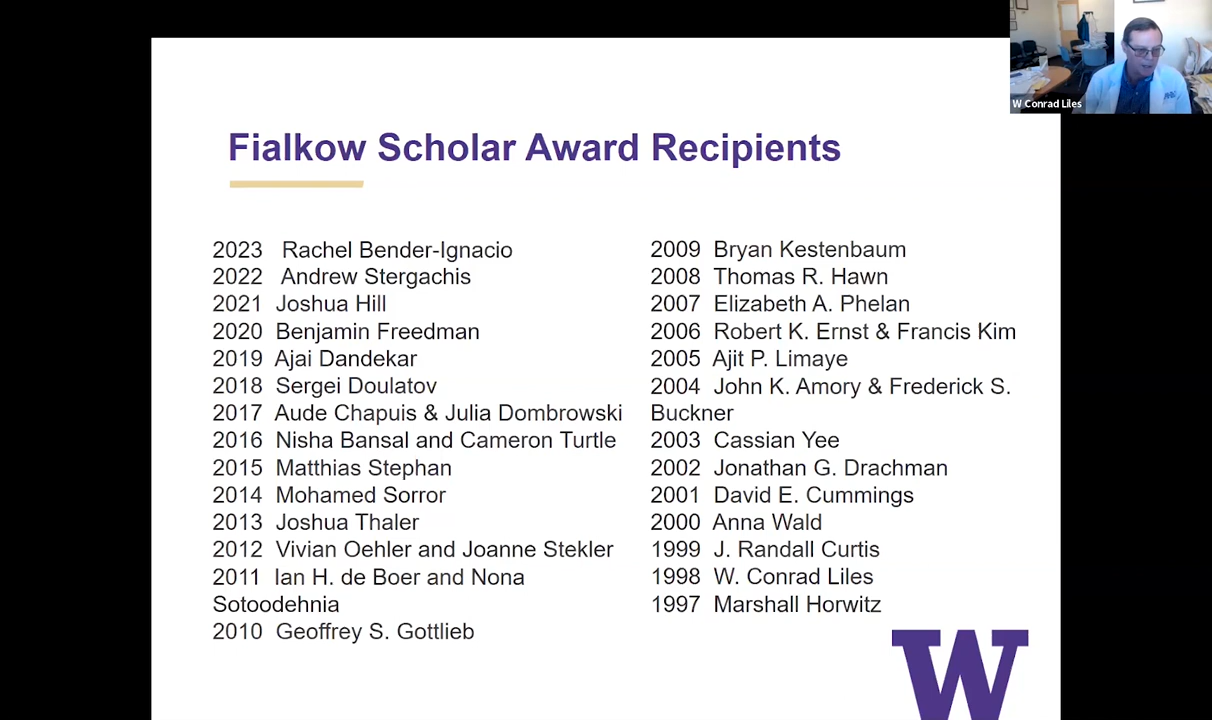 W Conrad Liles
Fialkow Scholar Award Recipients
2023 Rachel Bender-Ignacio
2022 Andrew Stergachis
2021 Joshua Hill
2020 Benjamin Freedman
2019 Ajai Dandekar
2018 Sergei Doulatov
2017 Aude Chapuis & Julia Dombrowski
2016 Nisha Bansal and Cameron Turtle
2015 Matthias Stephan
2014 Mohamed Sorror
2013 Joshua Thaler
2012 Vivian Oehler and Joanne Stekler
2011 Ian H. de Boer and Nona
Sotoodehnia
2010 Geoffrey S. Gottlieb
2009 Bryan Kestenbaum
2008 Thomas R. Hawn
2007 Elizabeth A. Phelan
2006 Robert K. Ernst & Francis Kim
2005 Ajit P. Limaye
2004 John K. Amory & Frederick S.
Buckner
2003 Cassian Yee
2002 Jonathan G. Drachman
2001 David E. Cummings
2000 Anna Wald
1999 J. Randall Curtis
1998 W. Conrad Liles
1997 Marshall Horwitz
W